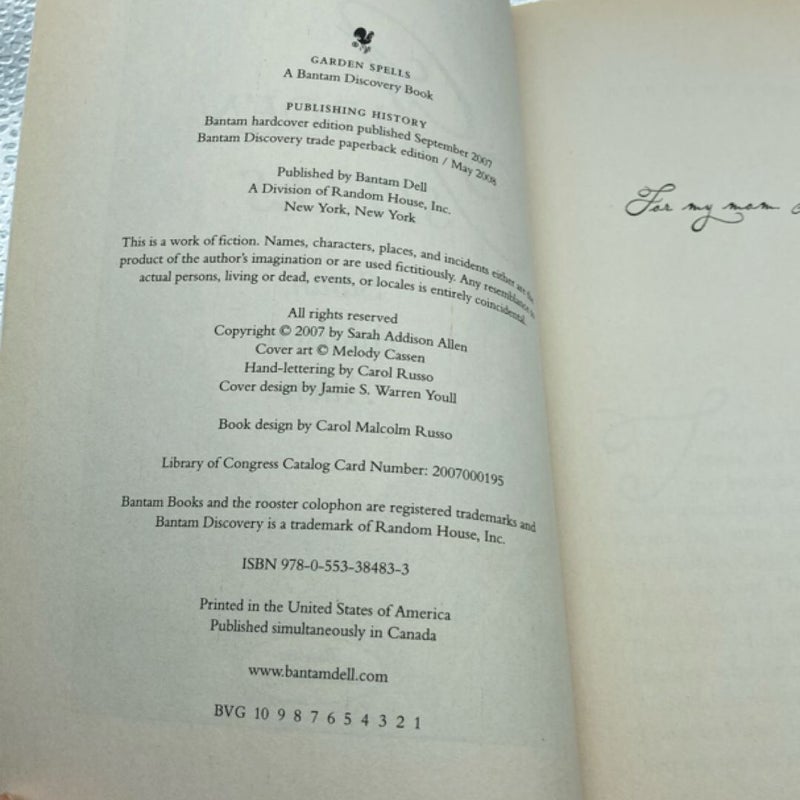 GARDEN SPELLS
A Bantam Discovery Book
PUBLISHING HISTORY
Bantam hardcover edition published September 2007
Bantam Discovery trade paperback edition / May 2008
Published by Bantam Dell
A Division of Random House, Inc.
New York, New York
This is a work of fiction. Names, characters, places, and incidents either are the
product of the author's imagination or are used fictitiously. Any resemblance to
actual persons, living or dead, events, or locales is entirely coincidental.
All rights reserved
Copyright © 2007 by Sarah Addison Allen
Cover art © Melody Cassen
Hand-lettering by Carol Russo
Cover design by Jamie S. Warren Youll
Book design by Carol Malcolm Russo
Library of Congress Catalog Card Number: 2007000195
Bantam Books and the rooster colophon are registered trademarks and
Bantam Discovery is a trademark of Random House, Inc.
ISBN 978-0-553-38483-3
Printed in the United States of America
Published simultaneously in Canada
www.bantamdell.com
BVG 10 9 8 7 6 5 4 3 2 1
For my mom